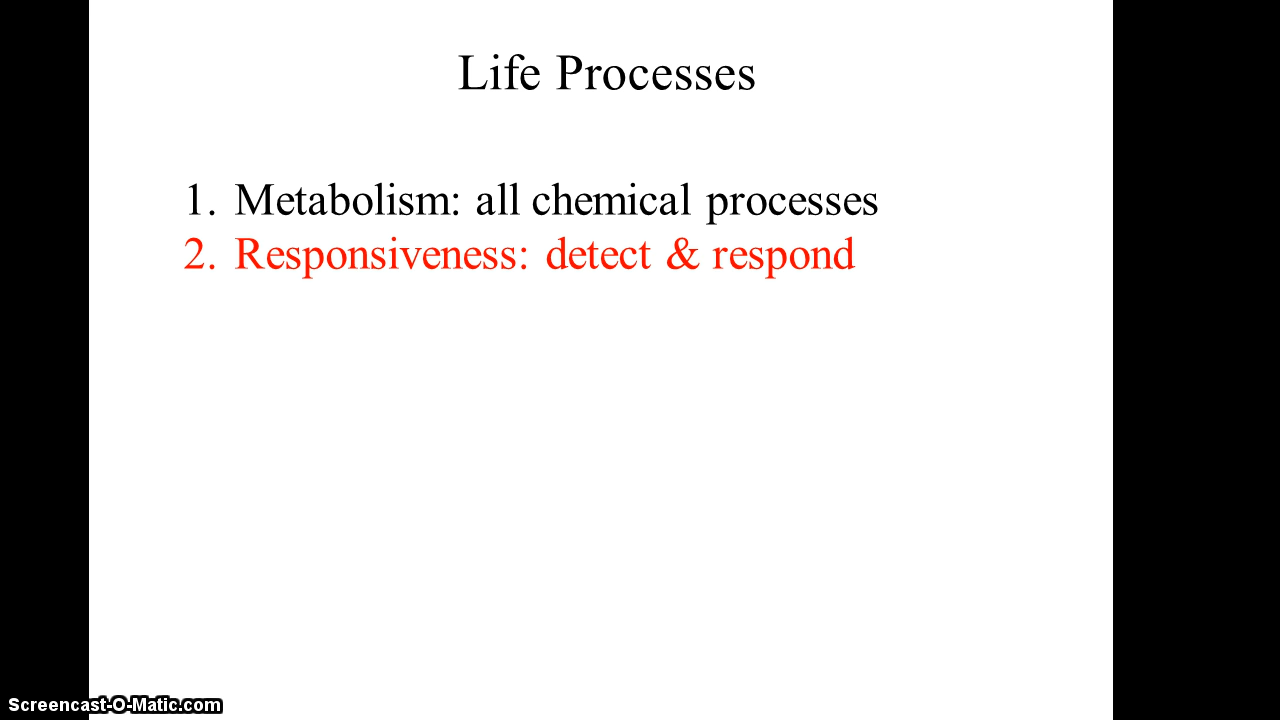 Life Processes
1. Metabolism: all chemical processes
2. Responsiveness: detect & respond
Screencast-O-Matic.com